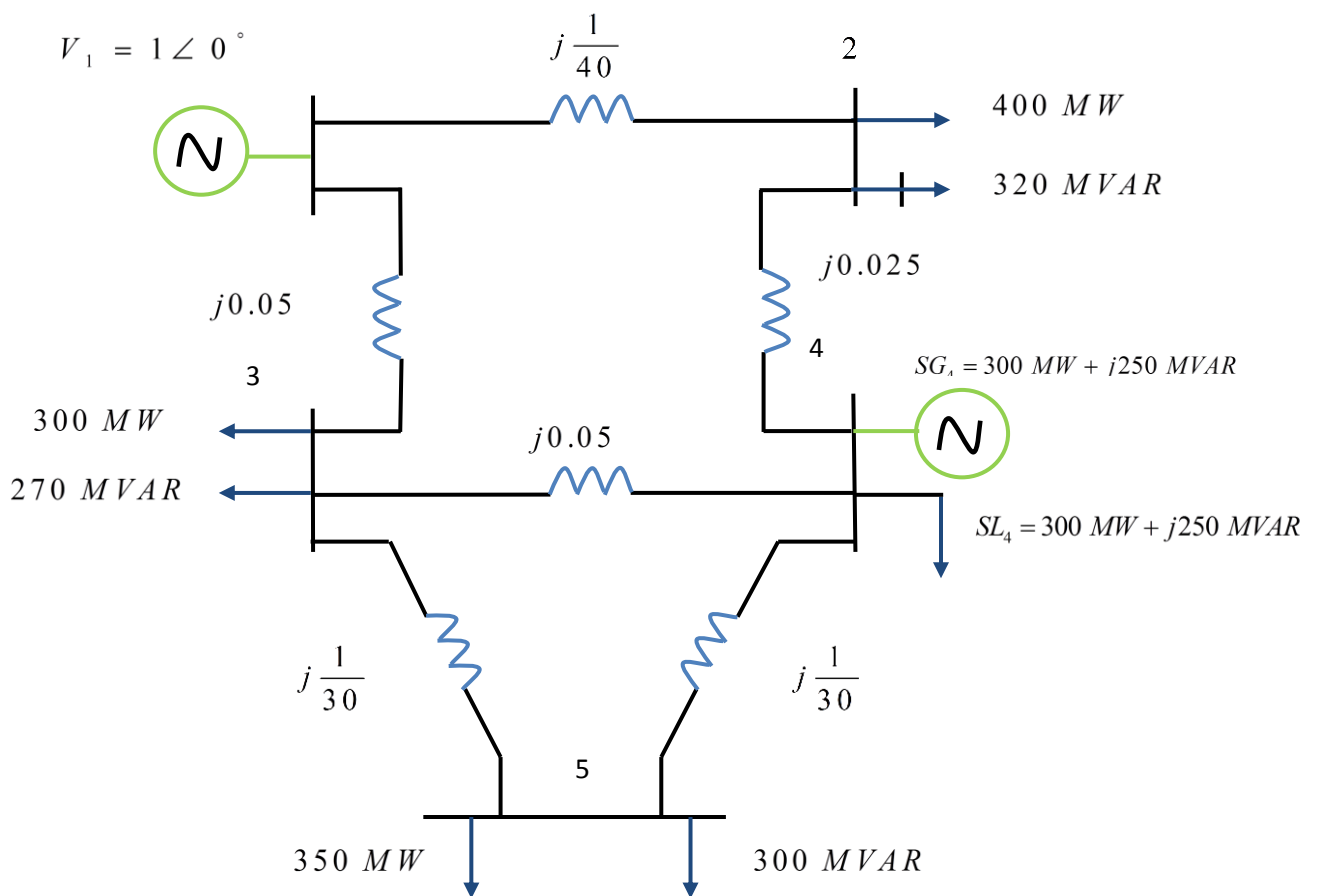 V₁ = 1∠ 0°
j 1/40
2
400 MW
320 MVAR
j0.025
j0.05
4
3
SG₄ = 300 MW + j250 MVAR
300 MW
j0.05
270 MVAR
SL₄ = 300 MW + j250 MVAR
j 1/30
j 1/30
5
350 MW
300 MVAR